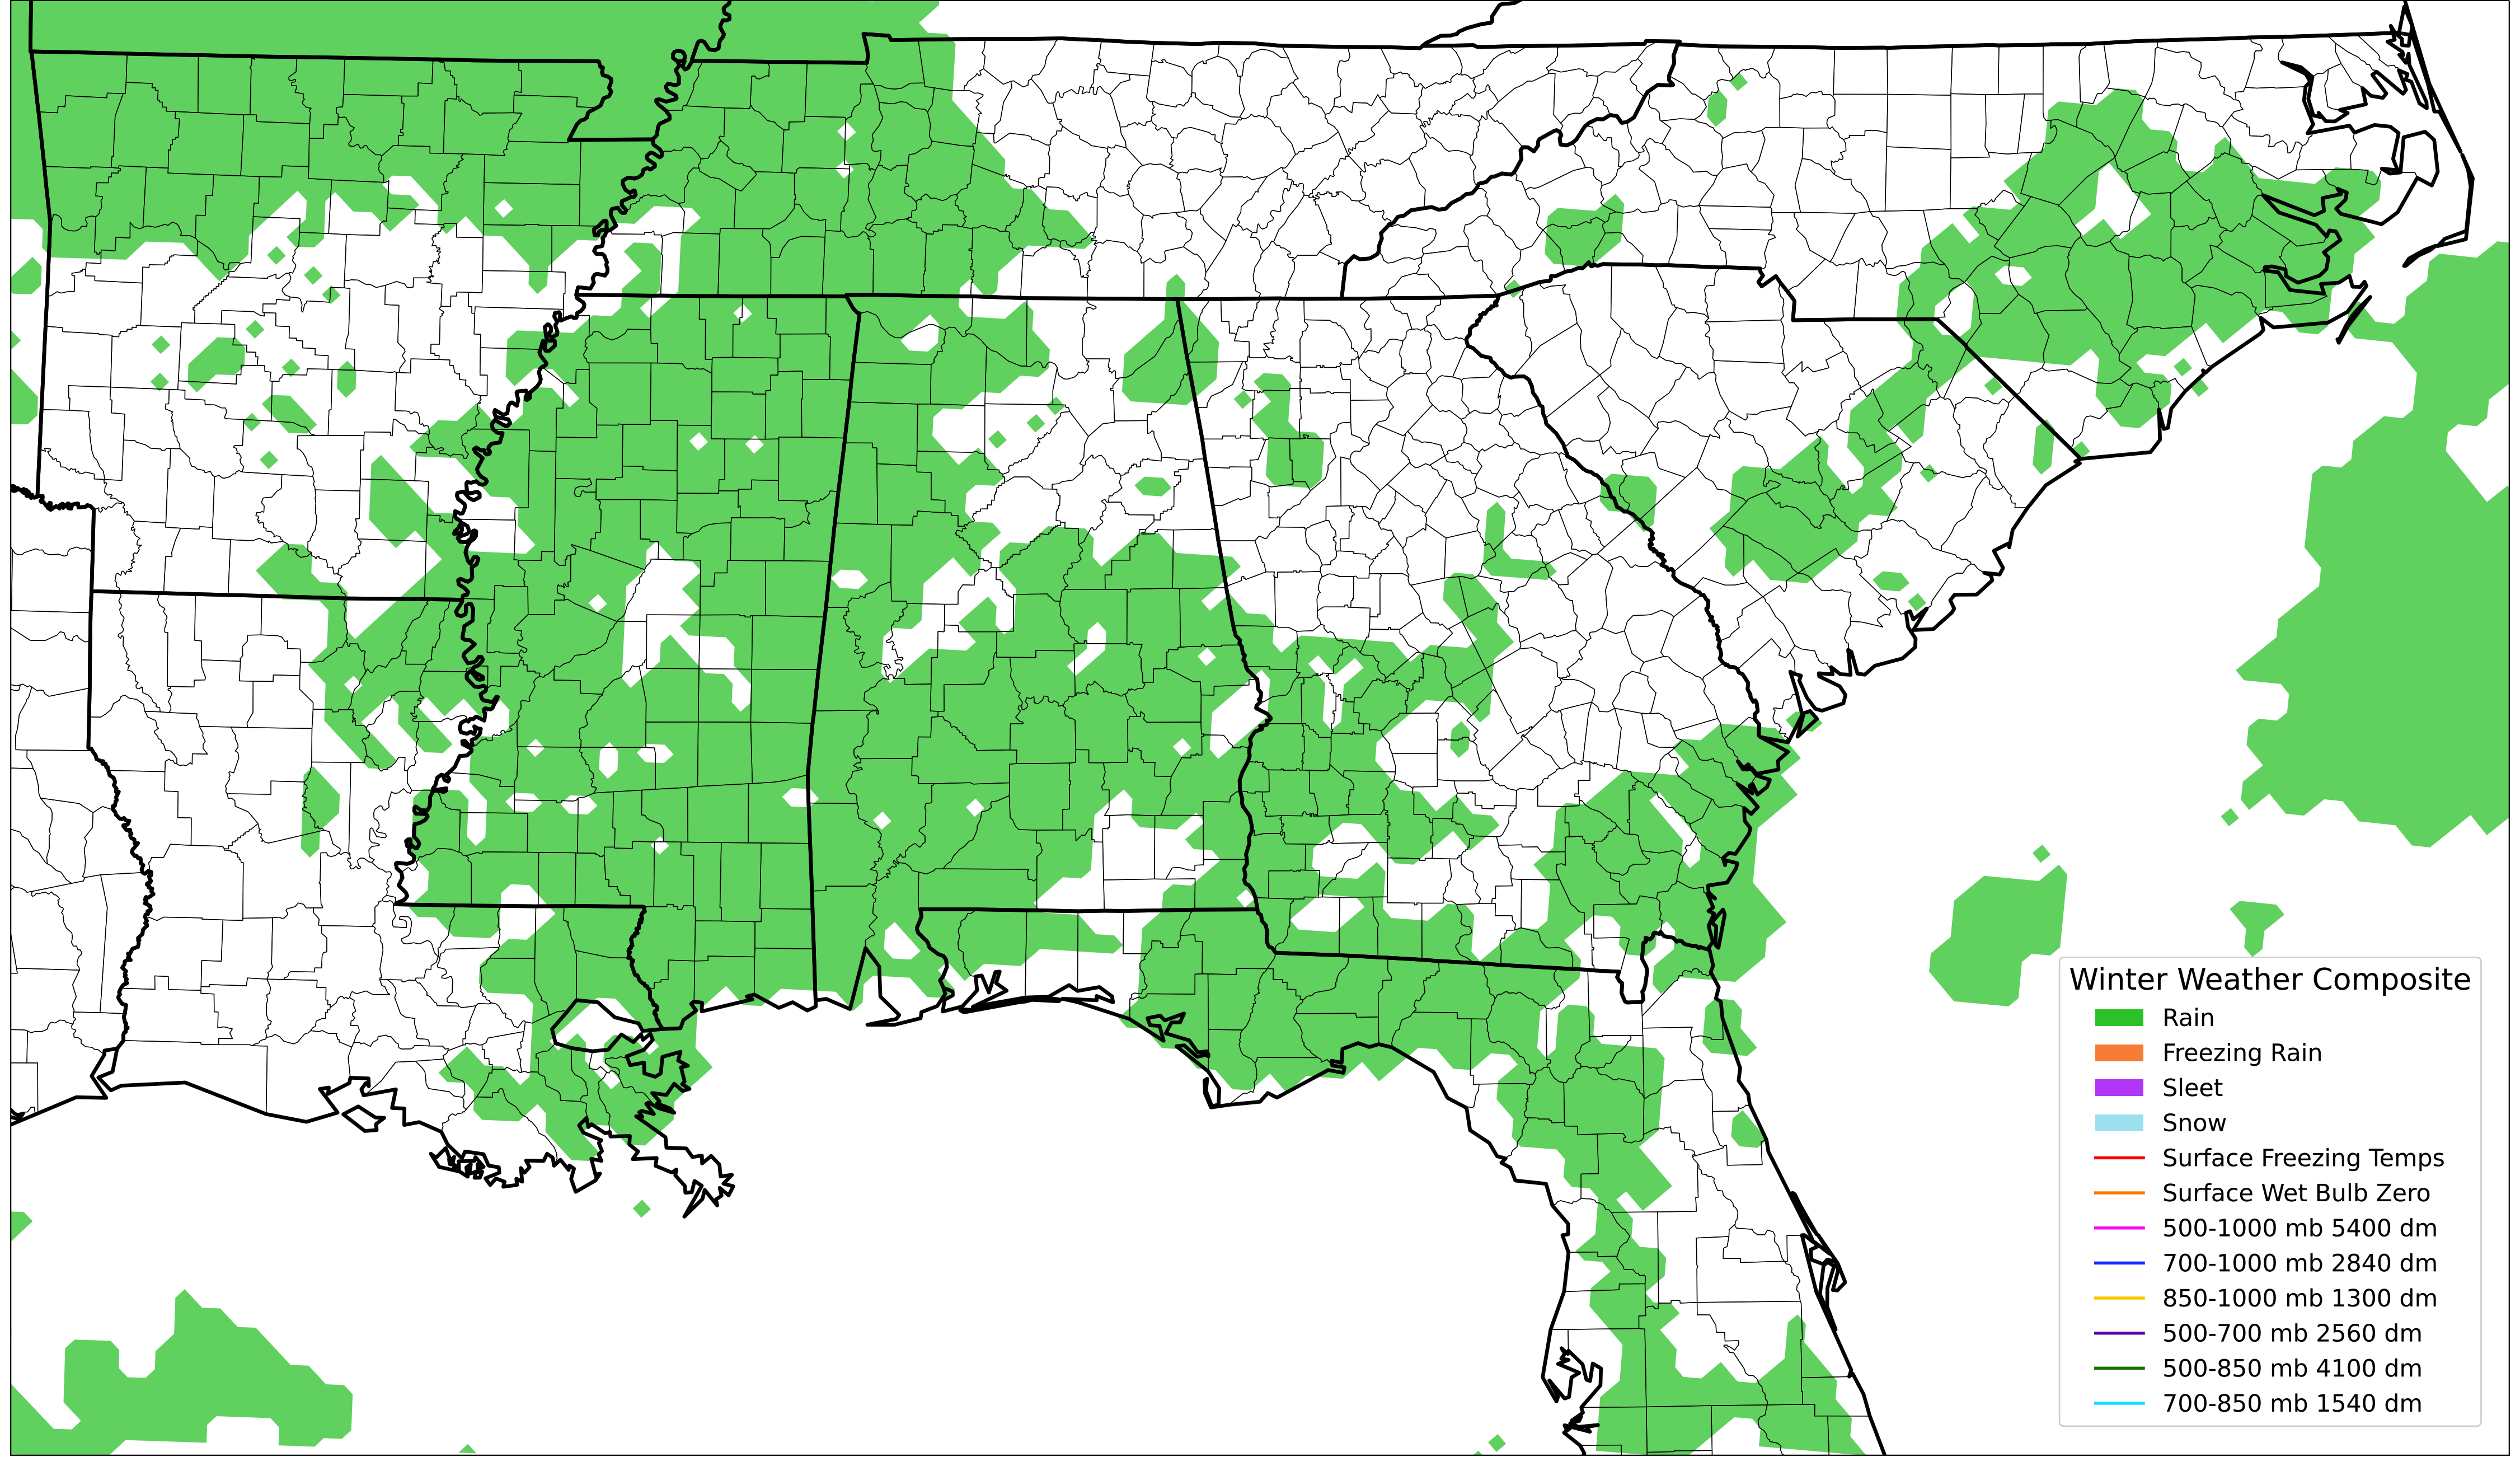 Winter Weather Composite
Rain
Freezing Rain
Sleet
Snow
Surface Freezing Temps
Surface Wet Bulb Zero
500-1000 mb 5400 dm
700-1000 mb 2840 dm
850-1000 mb 1300 dm
500-700 mb 2560 dm
500-850 mb 4100 dm
700-850 mb 1540 dm